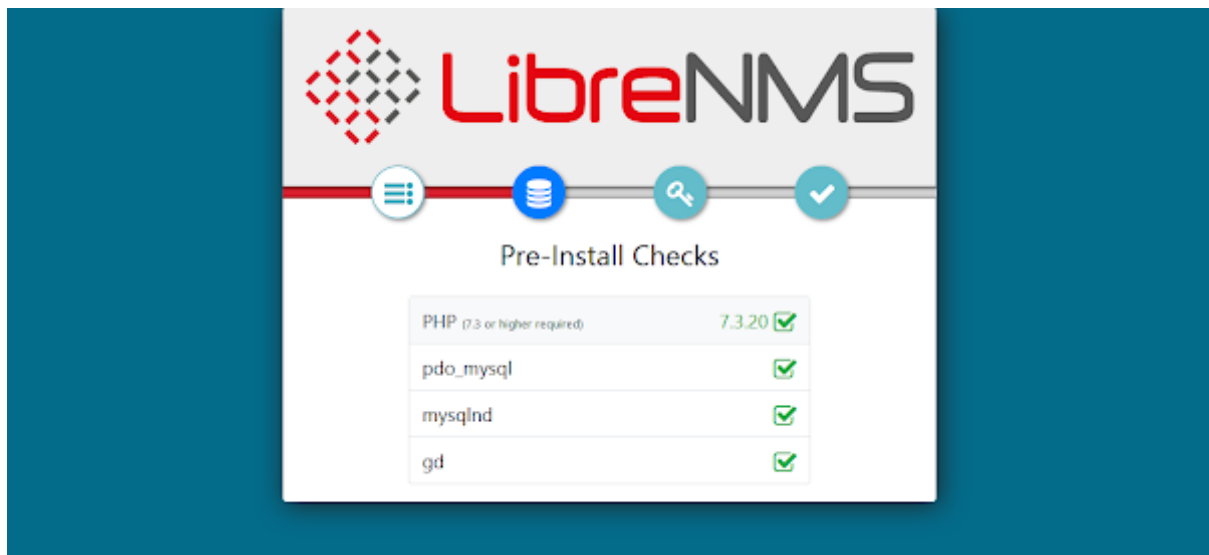 LibreNMS
Pre-Install Checks
PHP (7.3 or higher required) 7.3.20
pdo_mysql
mysqlnd
gd